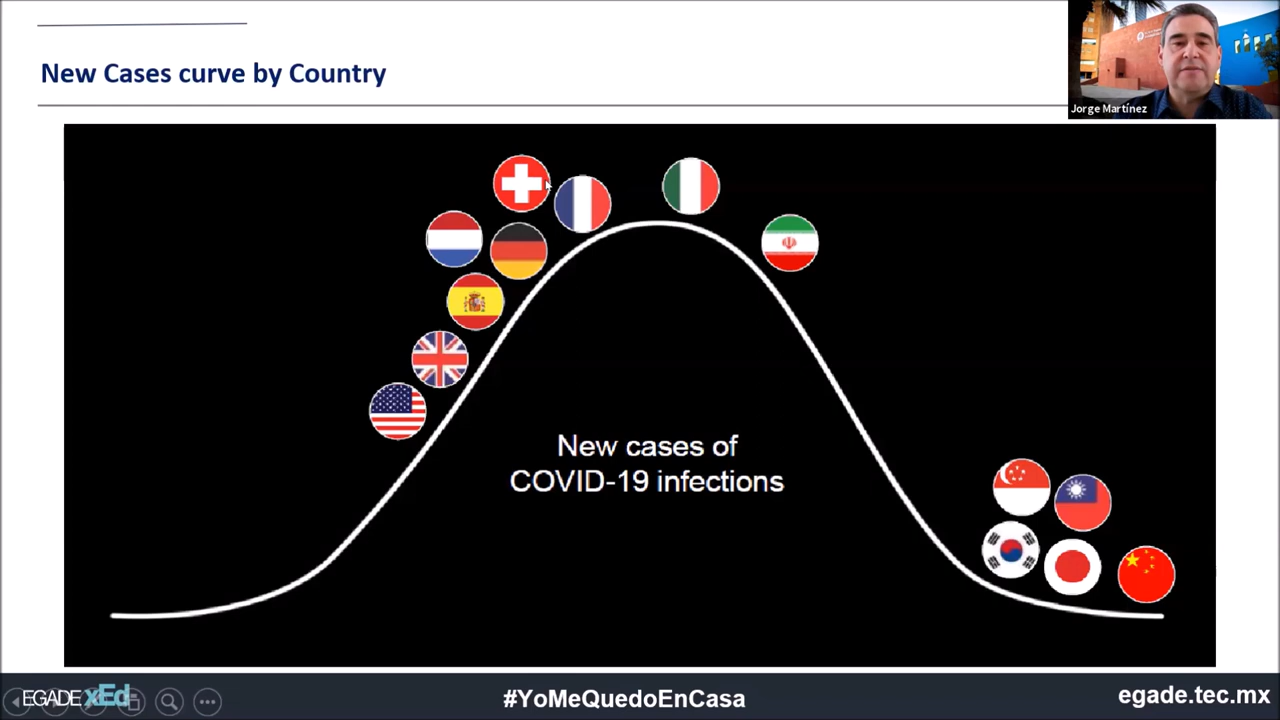 New Cases curve by Country
Jorge Martínez
New cases of
COVID-19 infections
EGADE xEd
#YoMeQuedoEnCasa
egade.tec.mx